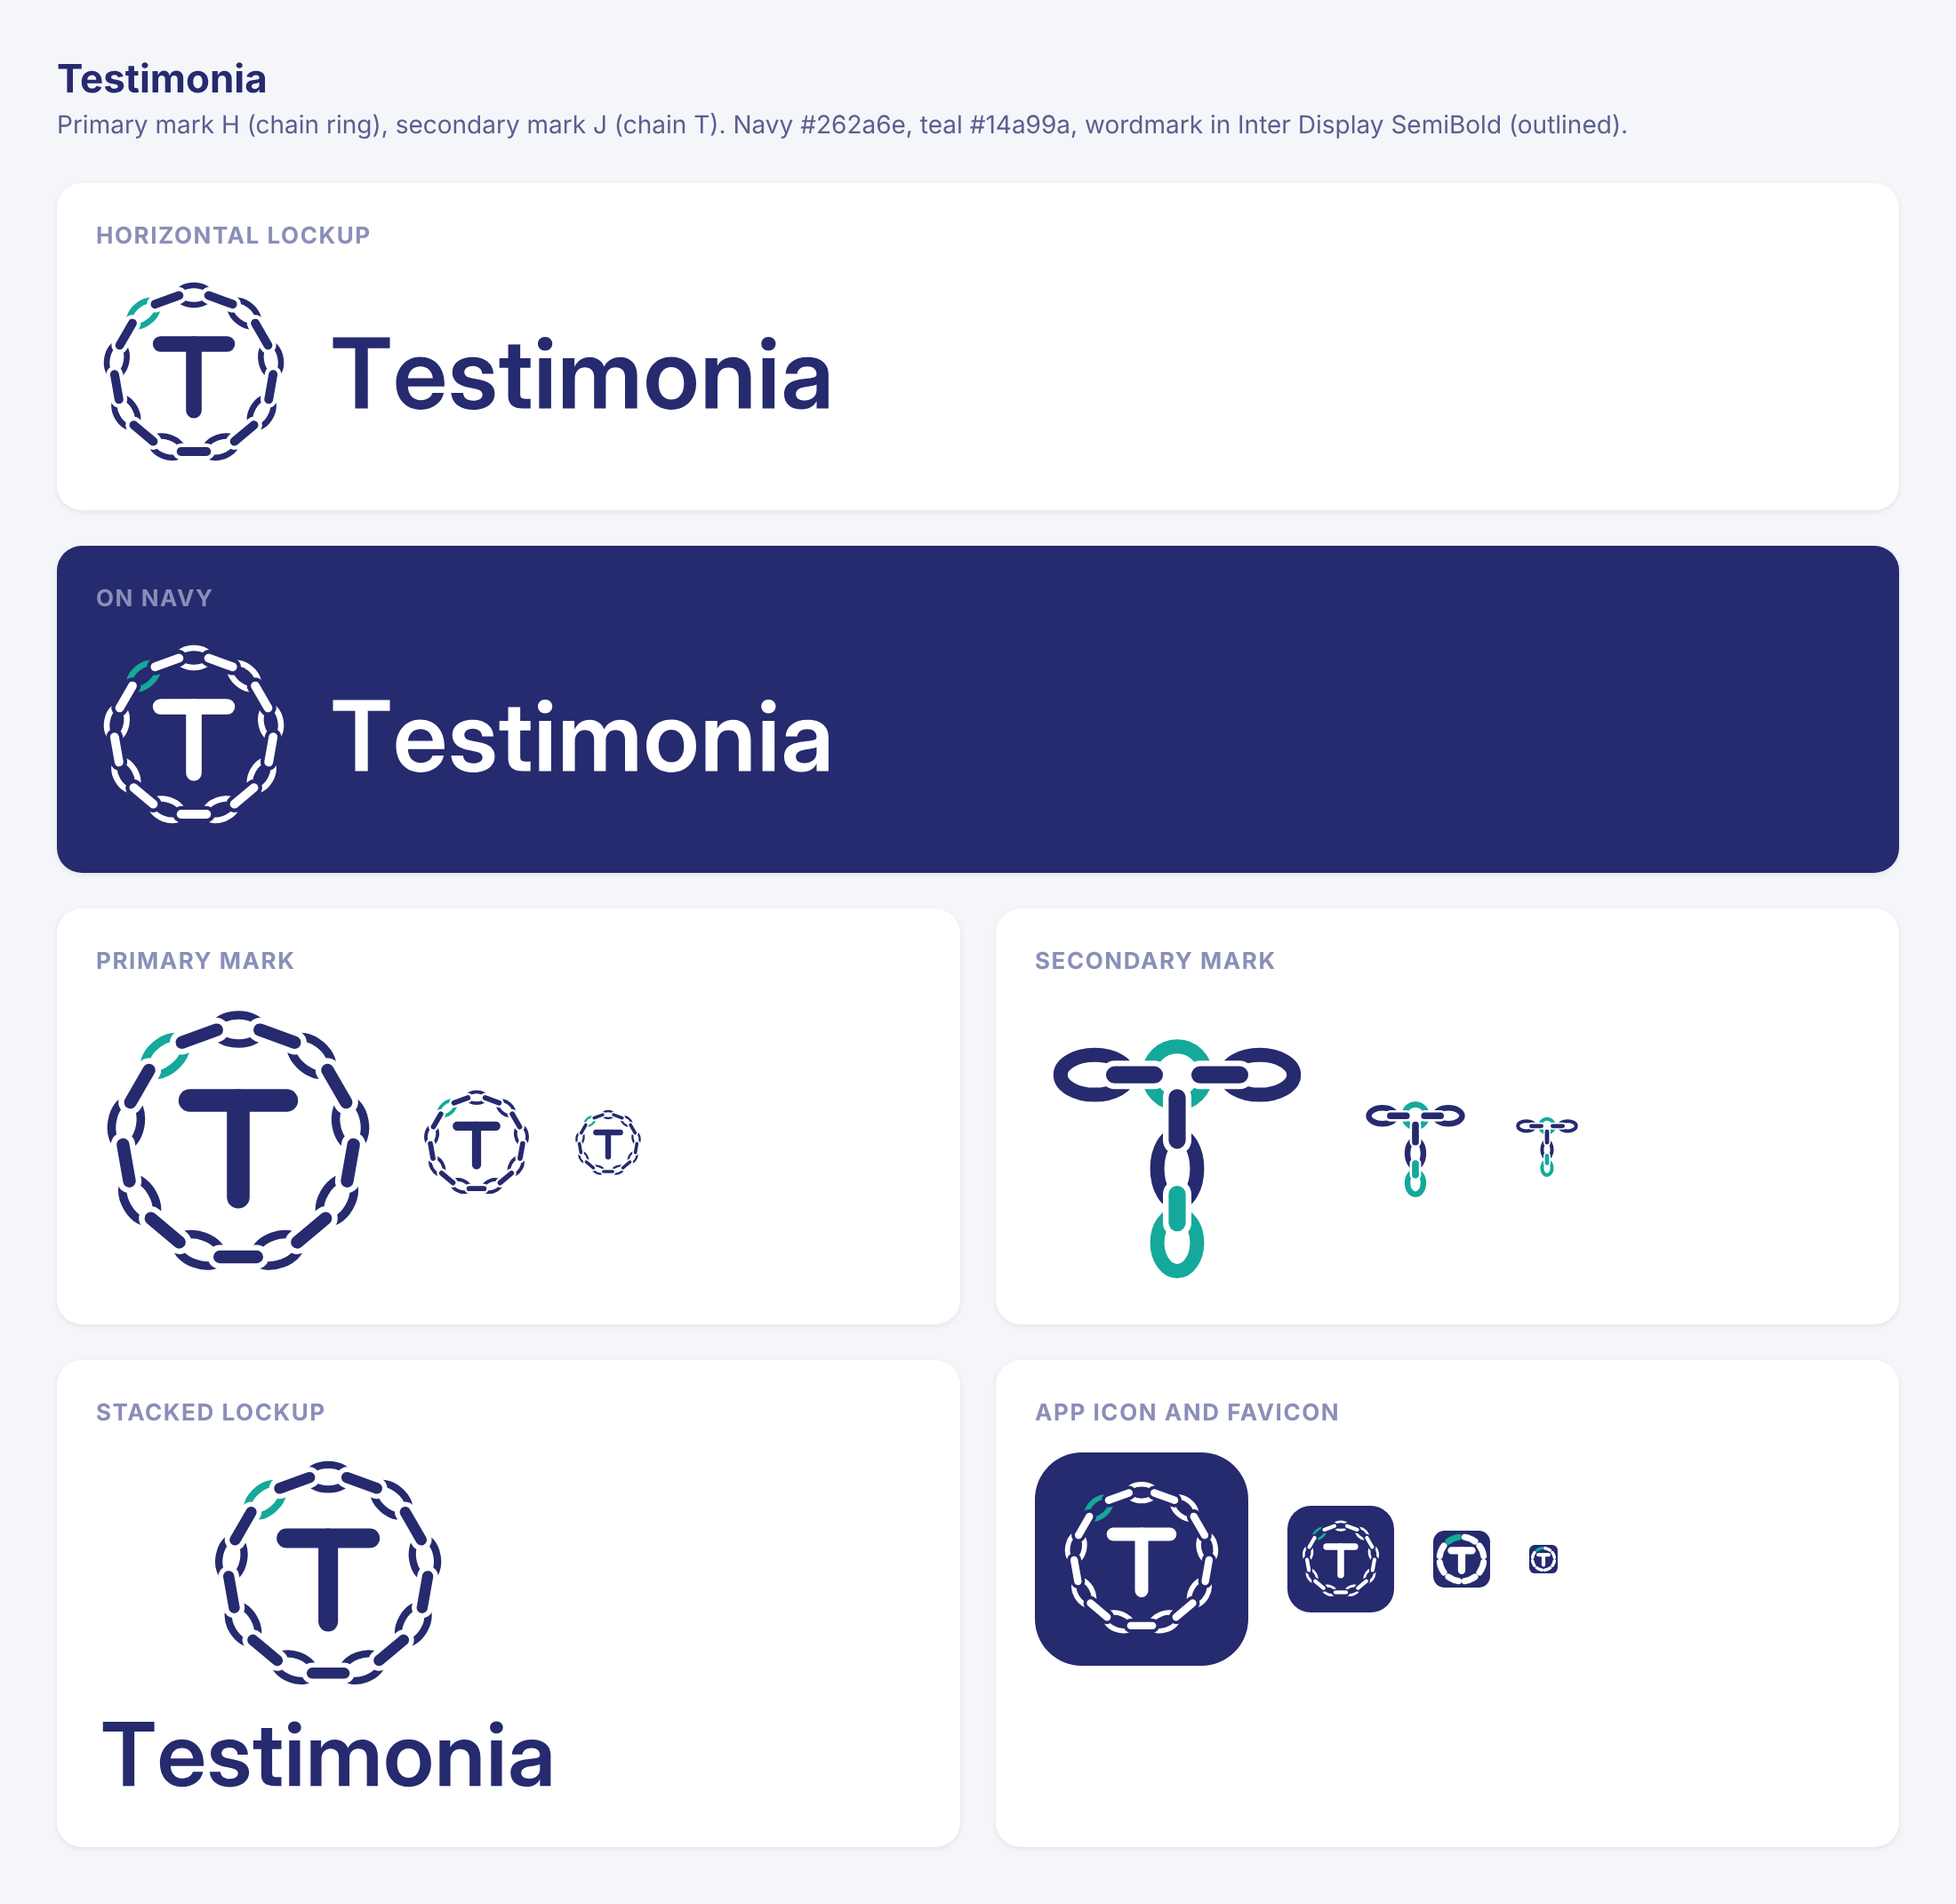 Testimonia
Primary mark H (chain ring), secondary mark J (chain T). Navy #262a6e, teal #14a99a, wordmark in Inter Display SemiBold (outlined).
HORIZONTAL LOCKUP
T Testimonia
ON NAVY
T Testimonia
PRIMARY MARK
T T T
SECONDARY MARK
T T T
STACKED LOCKUP
T
Testimonia
APP ICON AND FAVICON
T T T T